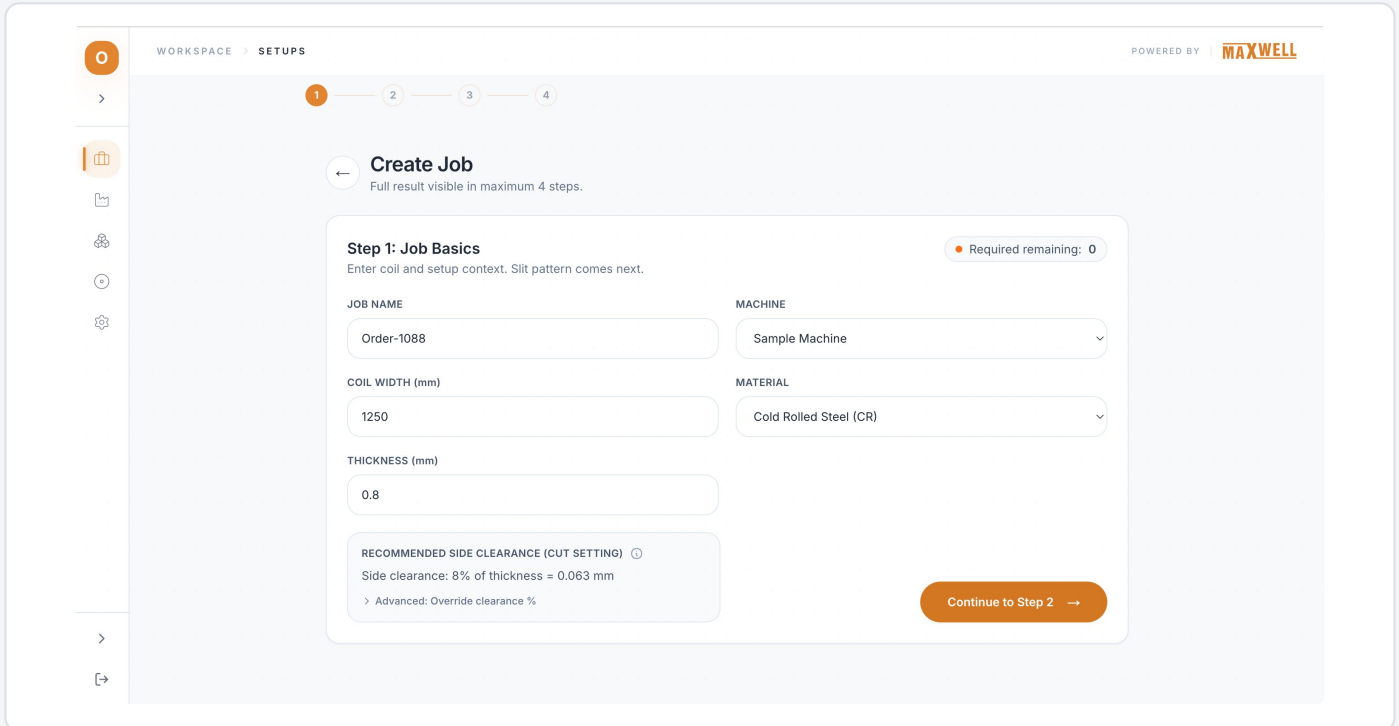 O
WORKSPACE > SETUPS
POWERED BY | MAXWELL
1 2 3 4
← Create Job
Full result visible in maximum 4 steps.
Step 1: Job Basics
Required remaining: 0
Enter coil and setup context. Slit pattern comes next.
JOB NAME
Order-1088
MACHINE
Sample Machine
COIL WIDTH (mm)
1250
MATERIAL
Cold Rolled Steel (CR)
THICKNESS (mm)
0.8
RECOMMENDED SIDE CLEARANCE (CUT SETTING)
Side clearance: 8% of thickness = 0.063 mm
> Advanced: Override clearance %
Continue to Step 2 →